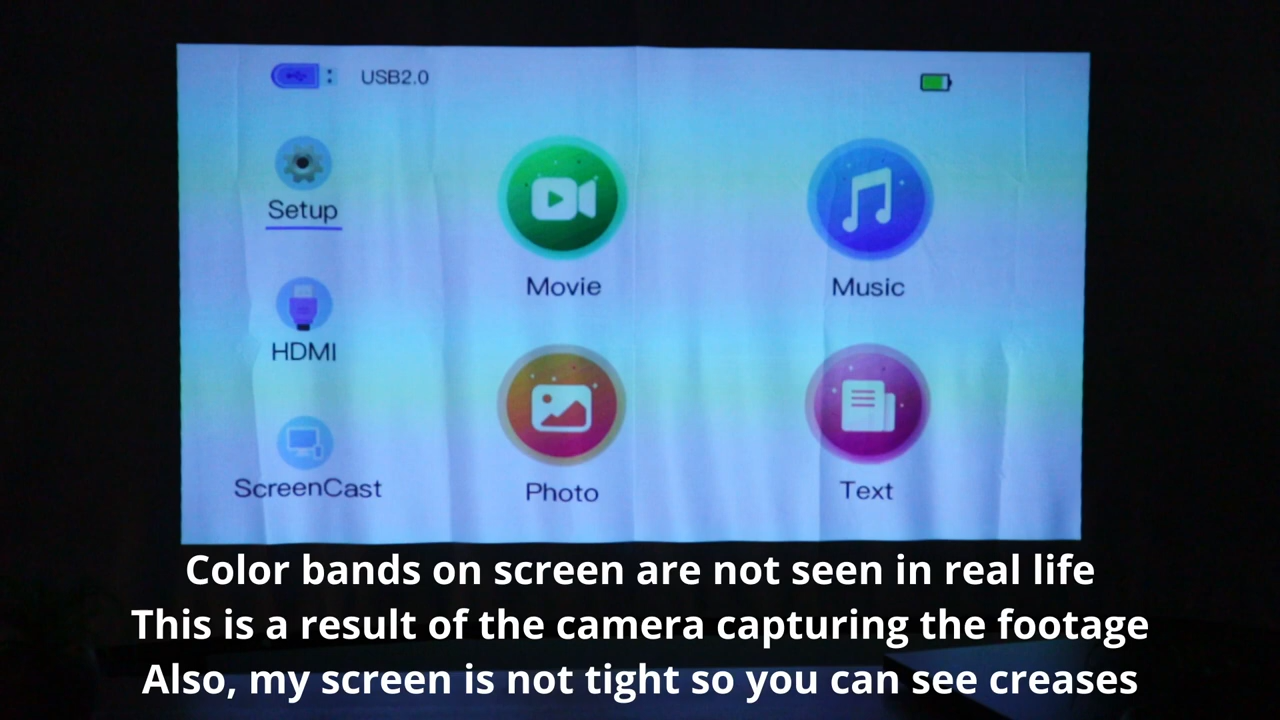 USB2.0
Setup
Movie
Music
HDMI
ScreenCast
Photo
Text
Color bands on screen are not seen in real life
This is a result of the camera capturing the footage
Also, my screen is not tight so you can see creases